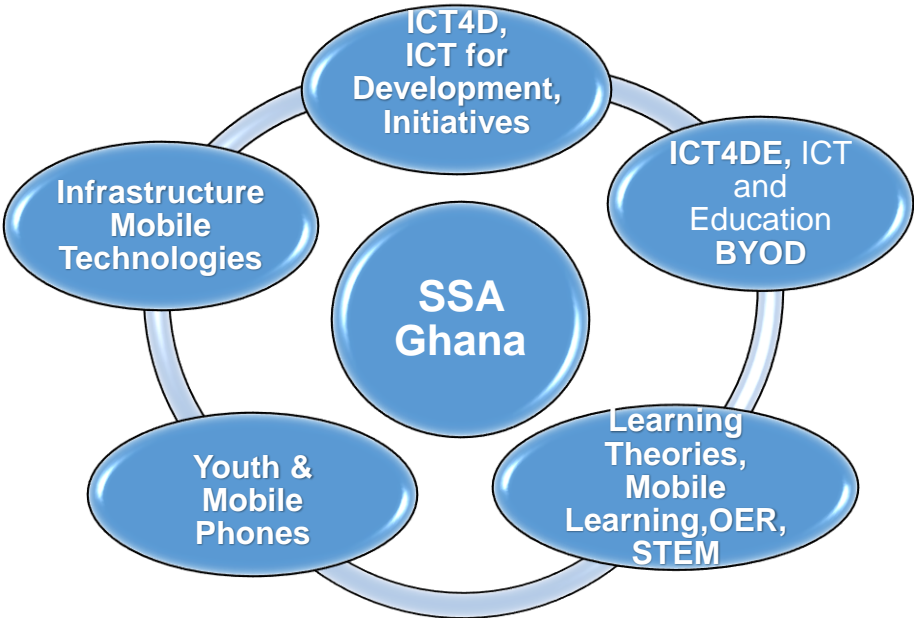 ICT4D,
ICT for
Development,
Initiatives
ICT4DE, ICT
and
Education
BYOD
Infrastructure
Mobile
Technologies
SSA
Ghana
Learning
Theories,
Mobile
Learning,OER,
STEM
Youth &
Mobile
Phones